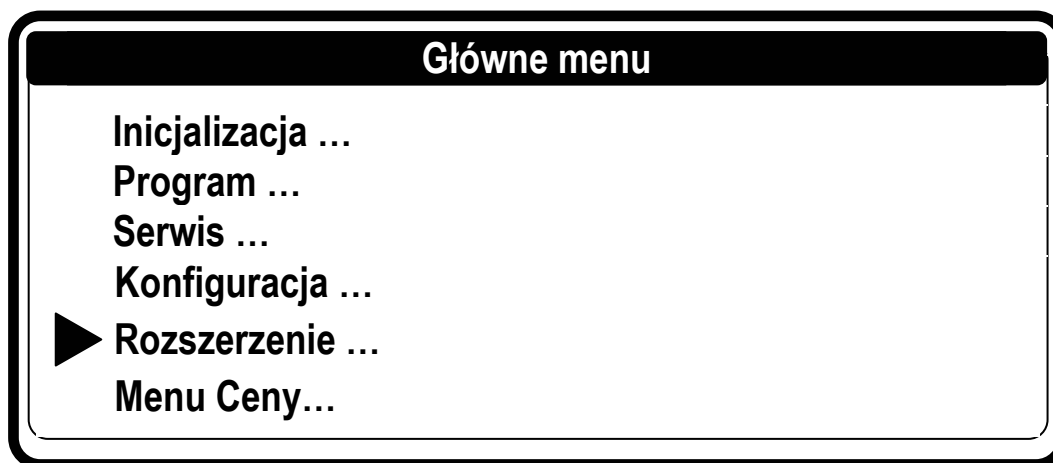 Główne menu
Inicjalizacja …
Program …
Serwis …
Konfiguracja …
Rozszerzenie …
Menu Ceny…